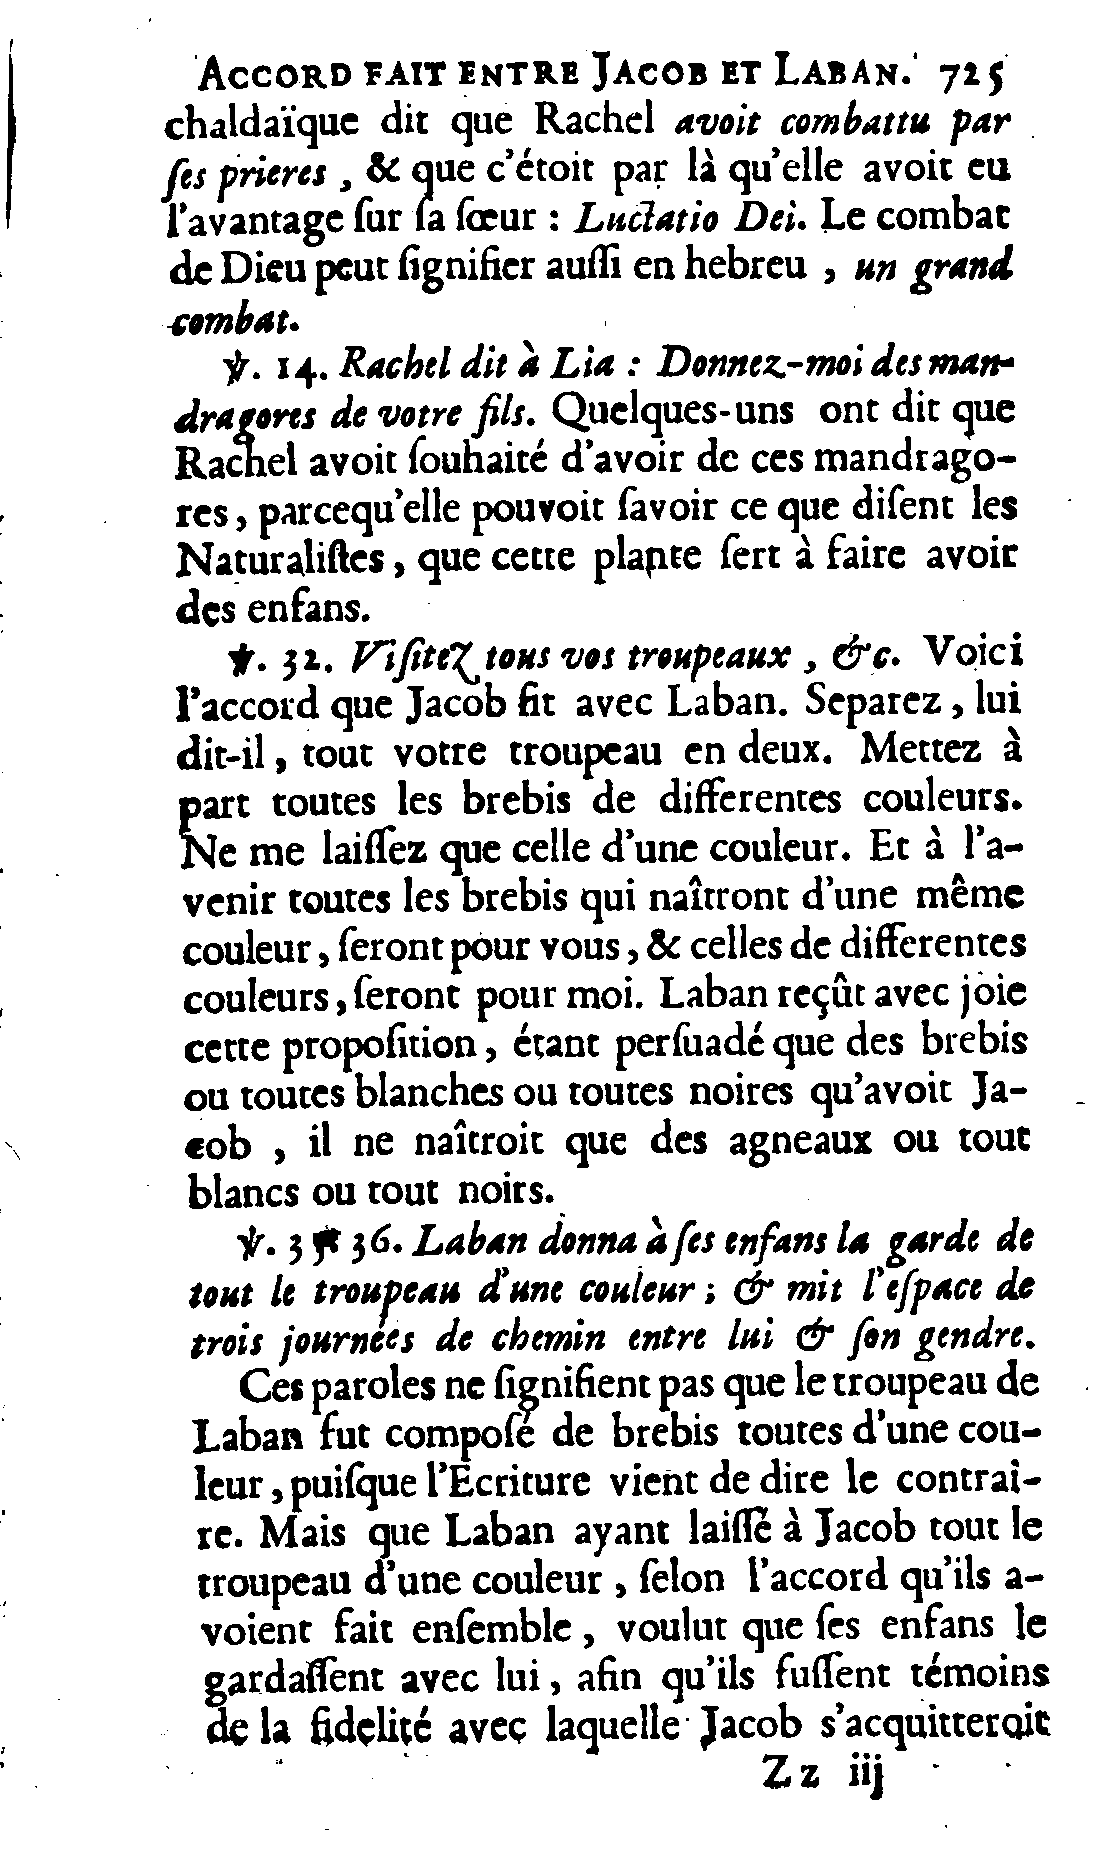 ACCORD FAIT ENTRE JACOB ET LABAN. 725
chaldaïque dit que Rachel avoit combattu par
ſes prieres, & que c'étoit par là qu'elle avoit eu
l'avantage ſur ſa ſœur : Luctatio Dei. Le combat
de Dieu peut ſignifier auſſi en hebreu, un grand
combat.
℣. 14. Rachel dit à Lia : Donnez-moi des man-
dragores de votre fils. Quelques-uns ont dit que
Rachel avoit ſouhaité d'avoir de ces mandrago-
res, parcequ'elle pouvoit ſavoir ce que diſent les
Naturaliſtes, que cette plante ſert à faire avoir
des enfans.
℣. 32. Viſitez tous vos troupeaux, &c. Voici
l'accord que Jacob fit avec Laban. Separez, lui
dit-il, tout votre troupeau en deux. Mettez à
part toutes les brebis de differentes couleurs.
Ne me laiſſez que celle d'une couleur. Et à l'a-
venir toutes les brebis qui naîtront d'une même
couleur, ſeront pour vous, & celles de differentes
couleurs, ſeront pour moi. Laban reçût avec joie
cette propoſition, étant perſuadé que des brebis
ou toutes blanches ou toutes noires qu'avoit Ja-
cob, il ne naîtroit que des agneaux ou tout
blancs ou tout noirs.
℣. 3 36. Laban donna à ſes enfans la garde de
tout le troupeau d'une couleur ; & mit l'eſpace de
trois journées de chemin entre lui & ſon gendre.
Ces paroles ne ſignifient pas que le troupeau de
Laban fut compoſé de brebis toutes d'une cou-
leur, puiſque l'Ecriture vient de dire le contrai-
re. Mais que Laban ayant laiſſé à Jacob tout le
troupeau d'une couleur, ſelon l'accord qu'ils a-
voient fait enſemble, voulut que ſes enfans le
gardaſſent avec lui, afin qu'ils fuſſent témoins
de la fidelité avec laquelle Jacob s'acquitteroit
Zz iij